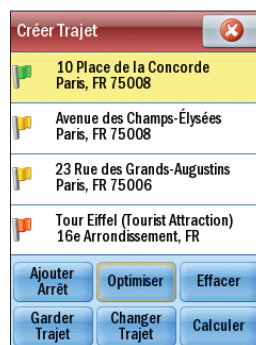 Créer Trajet
10 Place de la Concorde
Paris, FR 75008
Avenue des Champs-Élysées
Paris, FR 75008
23 Rue des Grands-Augustins
Paris, FR 75006
Tour Eiffel (Tourist Attraction)
16e Arrondissement, FR
Ajouter
Arrêt
Optimiser
Effacer
Garder
Trajet
Changer
Trajet
Calculer